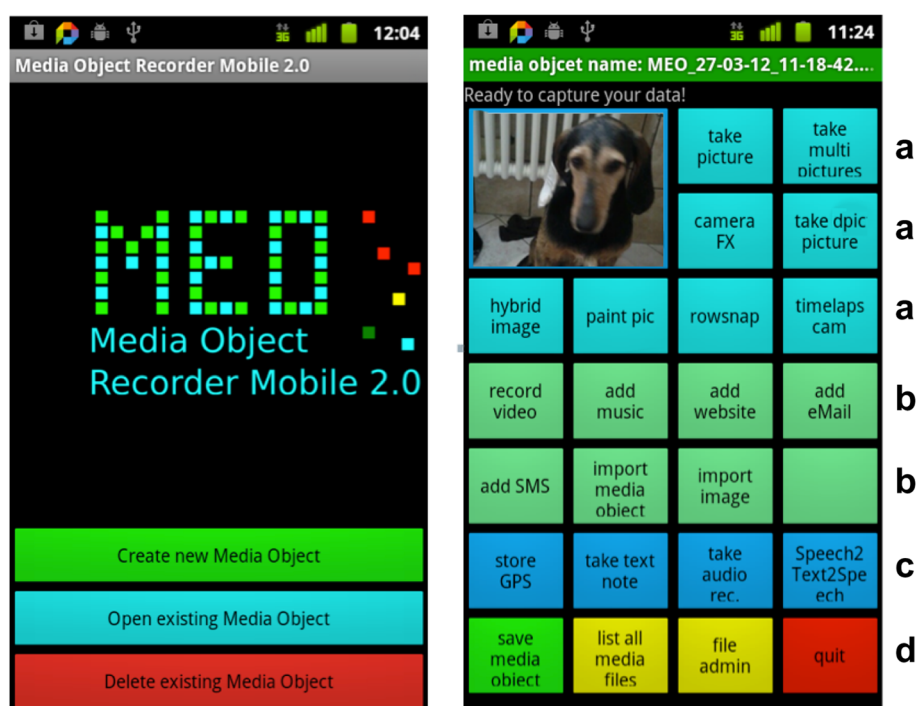 12:04
Media Object Recorder Mobile 2.0
MEO
Media Object
Recorder Mobile 2.0
Create new Media Object
Open existing Media Object
Delete existing Media Object
11:24
media objcet name: MEO_27-03-12_11-18-42....
Ready to capture your data!
take
picture
take
multi
pictures
a
camera
FX
take dpic
picture
a
hybrid
image
paint pic
rowsnap
timelaps
cam
a
record
video
add
music
add
website
add
eMail
b
add SMS
import
media
object
import
image
b
store
GPS
take text
note
take
audio
rec.
Speech2
Text2Spe
ech
c
save
media
object
list all
media
files
file
admin
quit
d